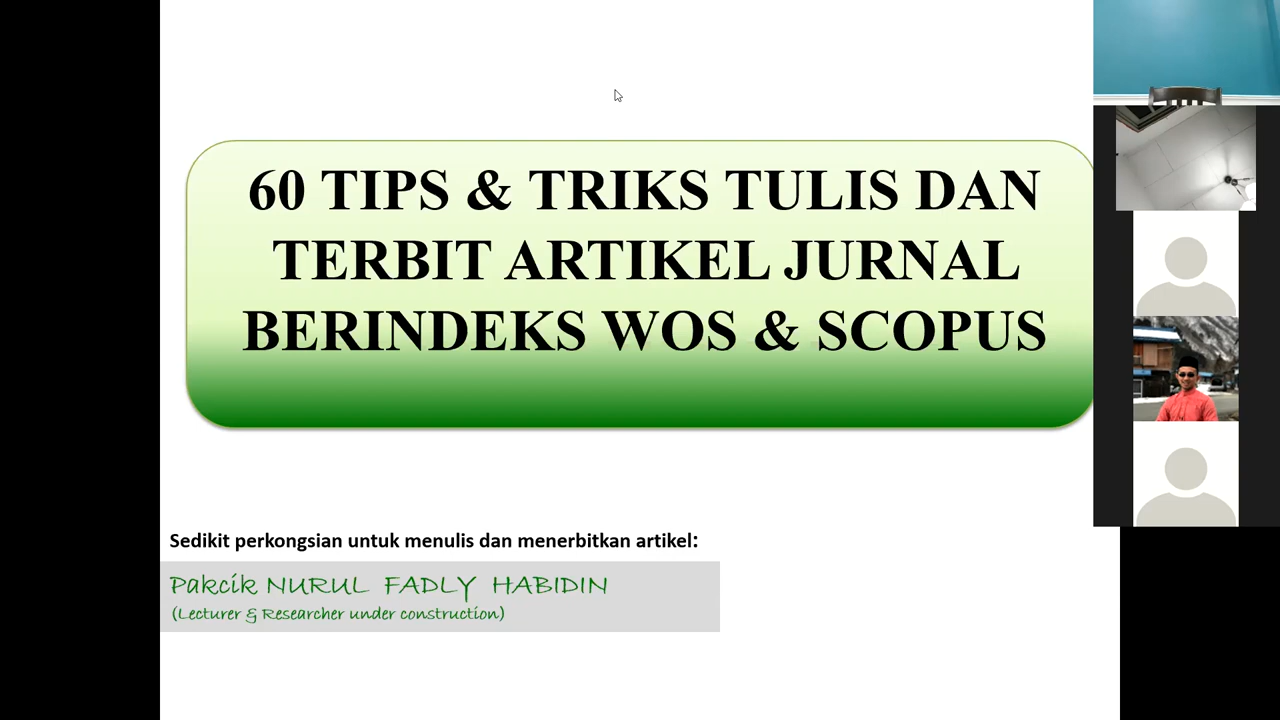 60 TIPS & TRIKS TULIS DAN
TERBIT ARTIKEL JURNAL
BERINDEKS WOS & SCOPUS
Sedikit perkongsian untuk menulis dan menerbitkan artikel:
Pakcik NURUL FADLY HABIDIN
(Lecturer & Researcher under construction)